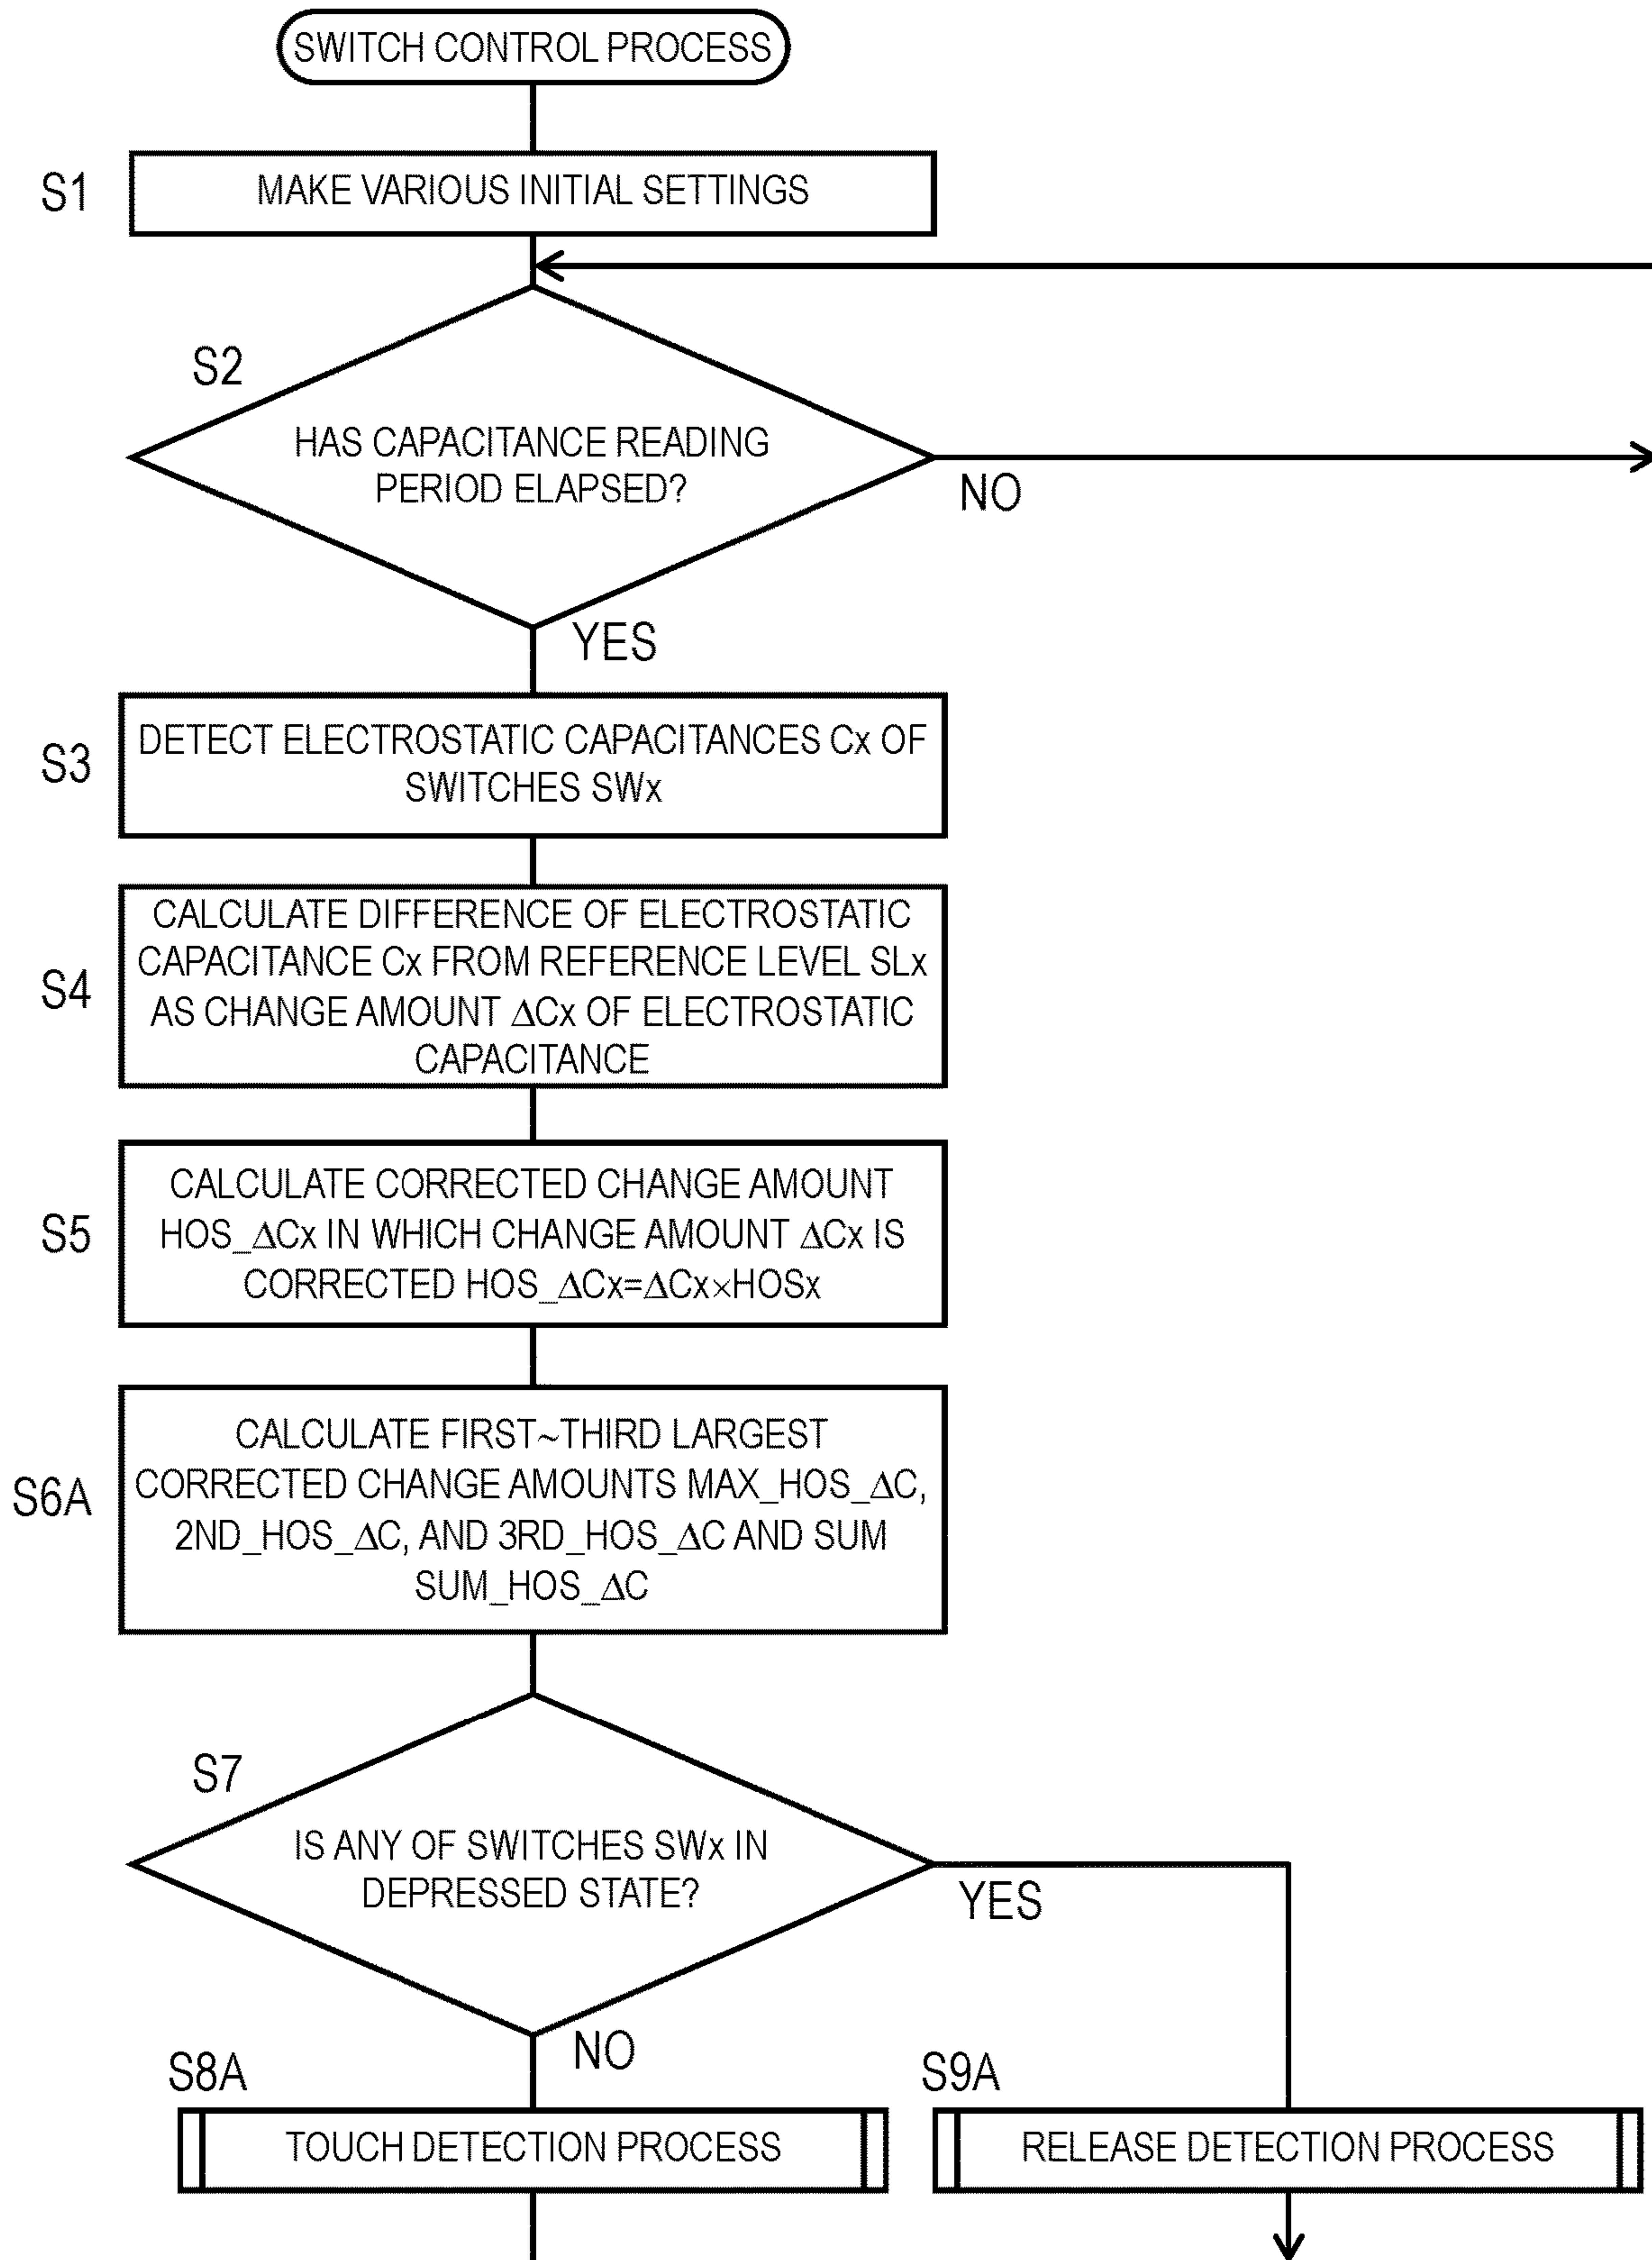 SWITCH CONTROL PROCESS
S1
MAKE VARIOUS INITIAL SETTINGS
S2
HAS CAPACITANCE READING
PERIOD ELAPSED?
NO
YES
S3
DETECT ELECTROSTATIC CAPACITANCES Cx OF
SWITCHES SWx
S4
CALCULATE DIFFERENCE OF ELECTROSTATIC
CAPACITANCE Cx FROM REFERENCE LEVEL SLx
AS CHANGE AMOUNT ΔCx OF ELECTROSTATIC
CAPACITANCE
S5
CALCULATE CORRECTED CHANGE AMOUNT
HOS_ΔCx IN WHICH CHANGE AMOUNT ΔCx IS
CORRECTED HOS_ΔCx=ΔCx×HOSx
S6A
CALCULATE FIRST~THIRD LARGEST
CORRECTED CHANGE AMOUNTS MAX_HOS_ΔC,
2ND_HOS_ΔC, AND 3RD_HOS_ΔC AND SUM
SUM_HOS_ΔC
S7
IS ANY OF SWITCHES SWx IN
DEPRESSED STATE?
YES
NO
S8A
TOUCH DETECTION PROCESS
S9A
RELEASE DETECTION PROCESS